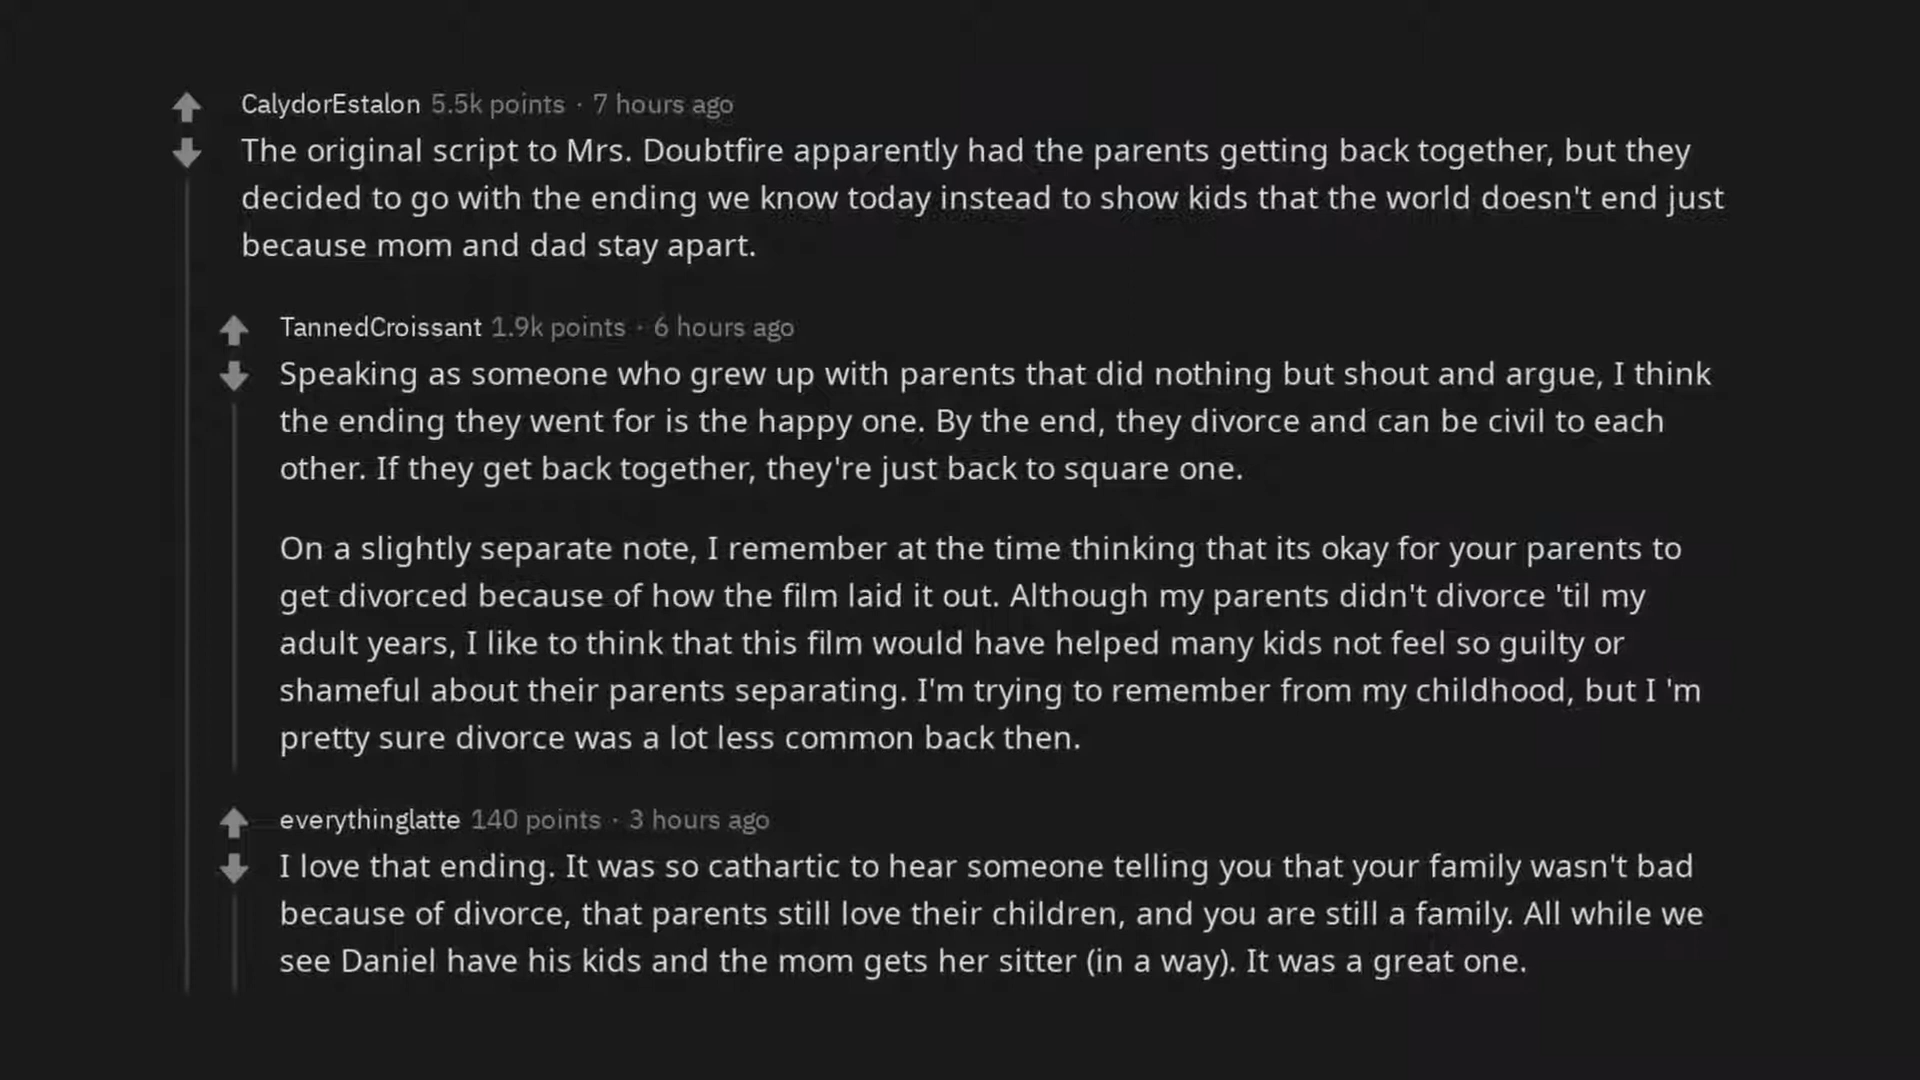 CalydorEstalon 5.5k points · 7 hours ago
The original script to Mrs. Doubtfire apparently had the parents getting back together, but they
decided to go with the ending we know today instead to show kids that the world doesn't end just
because mom and dad stay apart.
TannedCroissant 1.9k points · 6 hours ago
Speaking as someone who grew up with parents that did nothing but shout and argue, I think
the ending they went for is the happy one. By the end, they divorce and can be civil to each
other. If they get back together, they're just back to square one.
On a slightly separate note, I remember at the time thinking that its okay for your parents to
get divorced because of how the film laid it out. Although my parents didn't divorce 'til my
adult years, I like to think that this film would have helped many kids not feel so guilty or
shameful about their parents separating. I'm trying to remember from my childhood, but I 'm
pretty sure divorce was a lot less common back then.
everythinglatte 140 points · 3 hours ago
I love that ending. It was so cathartic to hear someone telling you that your family wasn't bad
because of divorce, that parents still love their children, and you are still a family. All while we
see Daniel have his kids and the mom gets her sitter (in a way). It was a great one.